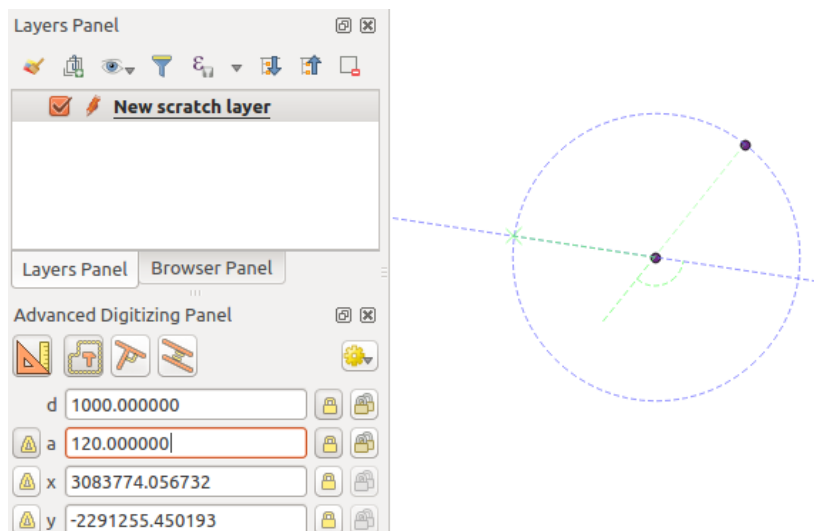 Layers Panel
New scratch layer
Layers Panel Browser Panel
Advanced Digitizing Panel
d 1000.000000
a 120.000000
x 3083774.056732
y -2291255.450193